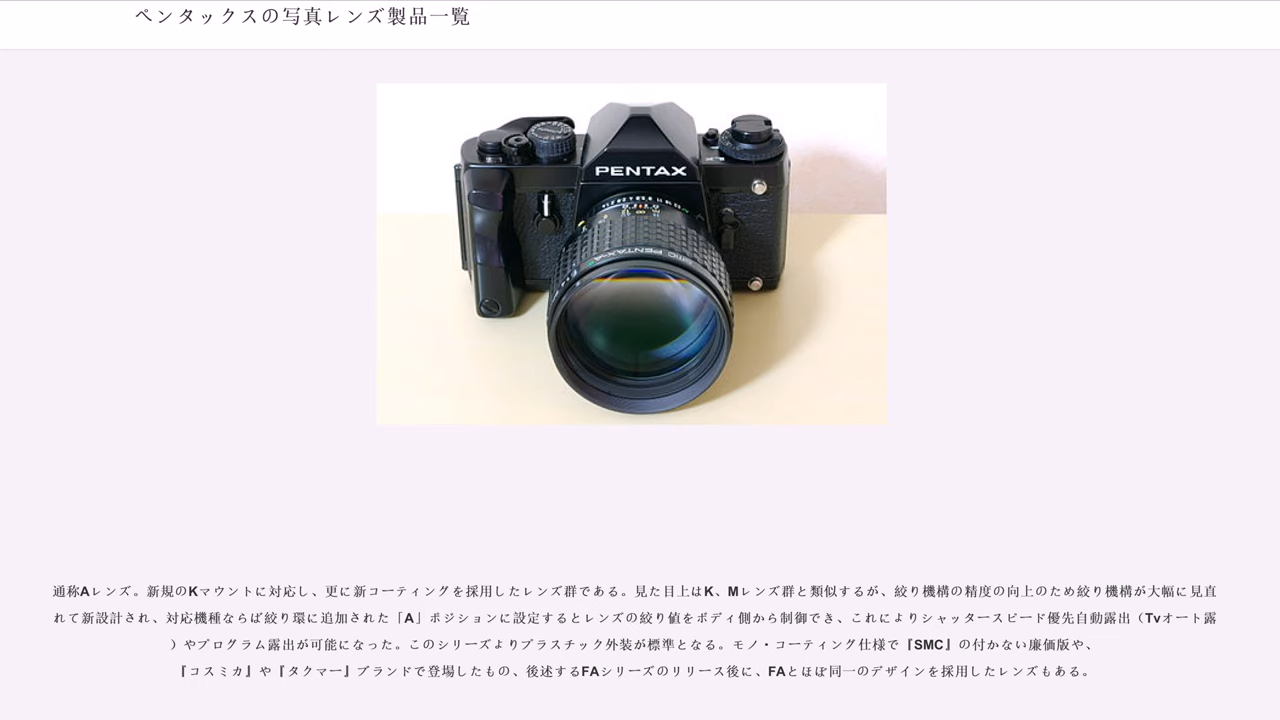 ペンタックスの写真レンズ製品一覧
PENTAX
LX
SMC PENTAX-A
通称Aレンズ。新規のKマウントに対応し、更に新コーティングを採用したレンズ群である。見た目上はK、Mレンズ群と類似するが、絞り機構の精度の向上のため絞り機構が大幅に見直
れて新設計され、対応機種ならば絞り環に追加された「A」ポジションに設定するとレンズの絞り値をボディ側から制御でき、これによりシャッタースピード優先自動露出（Tvオート露
）やプログラム露出が可能になった。このシリーズよりプラスチック外装が標準となる。モノ・コーティング仕様で『SMC』の付かない廉価版や、
『コスミカ』や『タクマー』ブランドで登場したもの、後述するFAシリーズのリリース後に、FAとほぼ同一のデザインを採用したレンズもある。